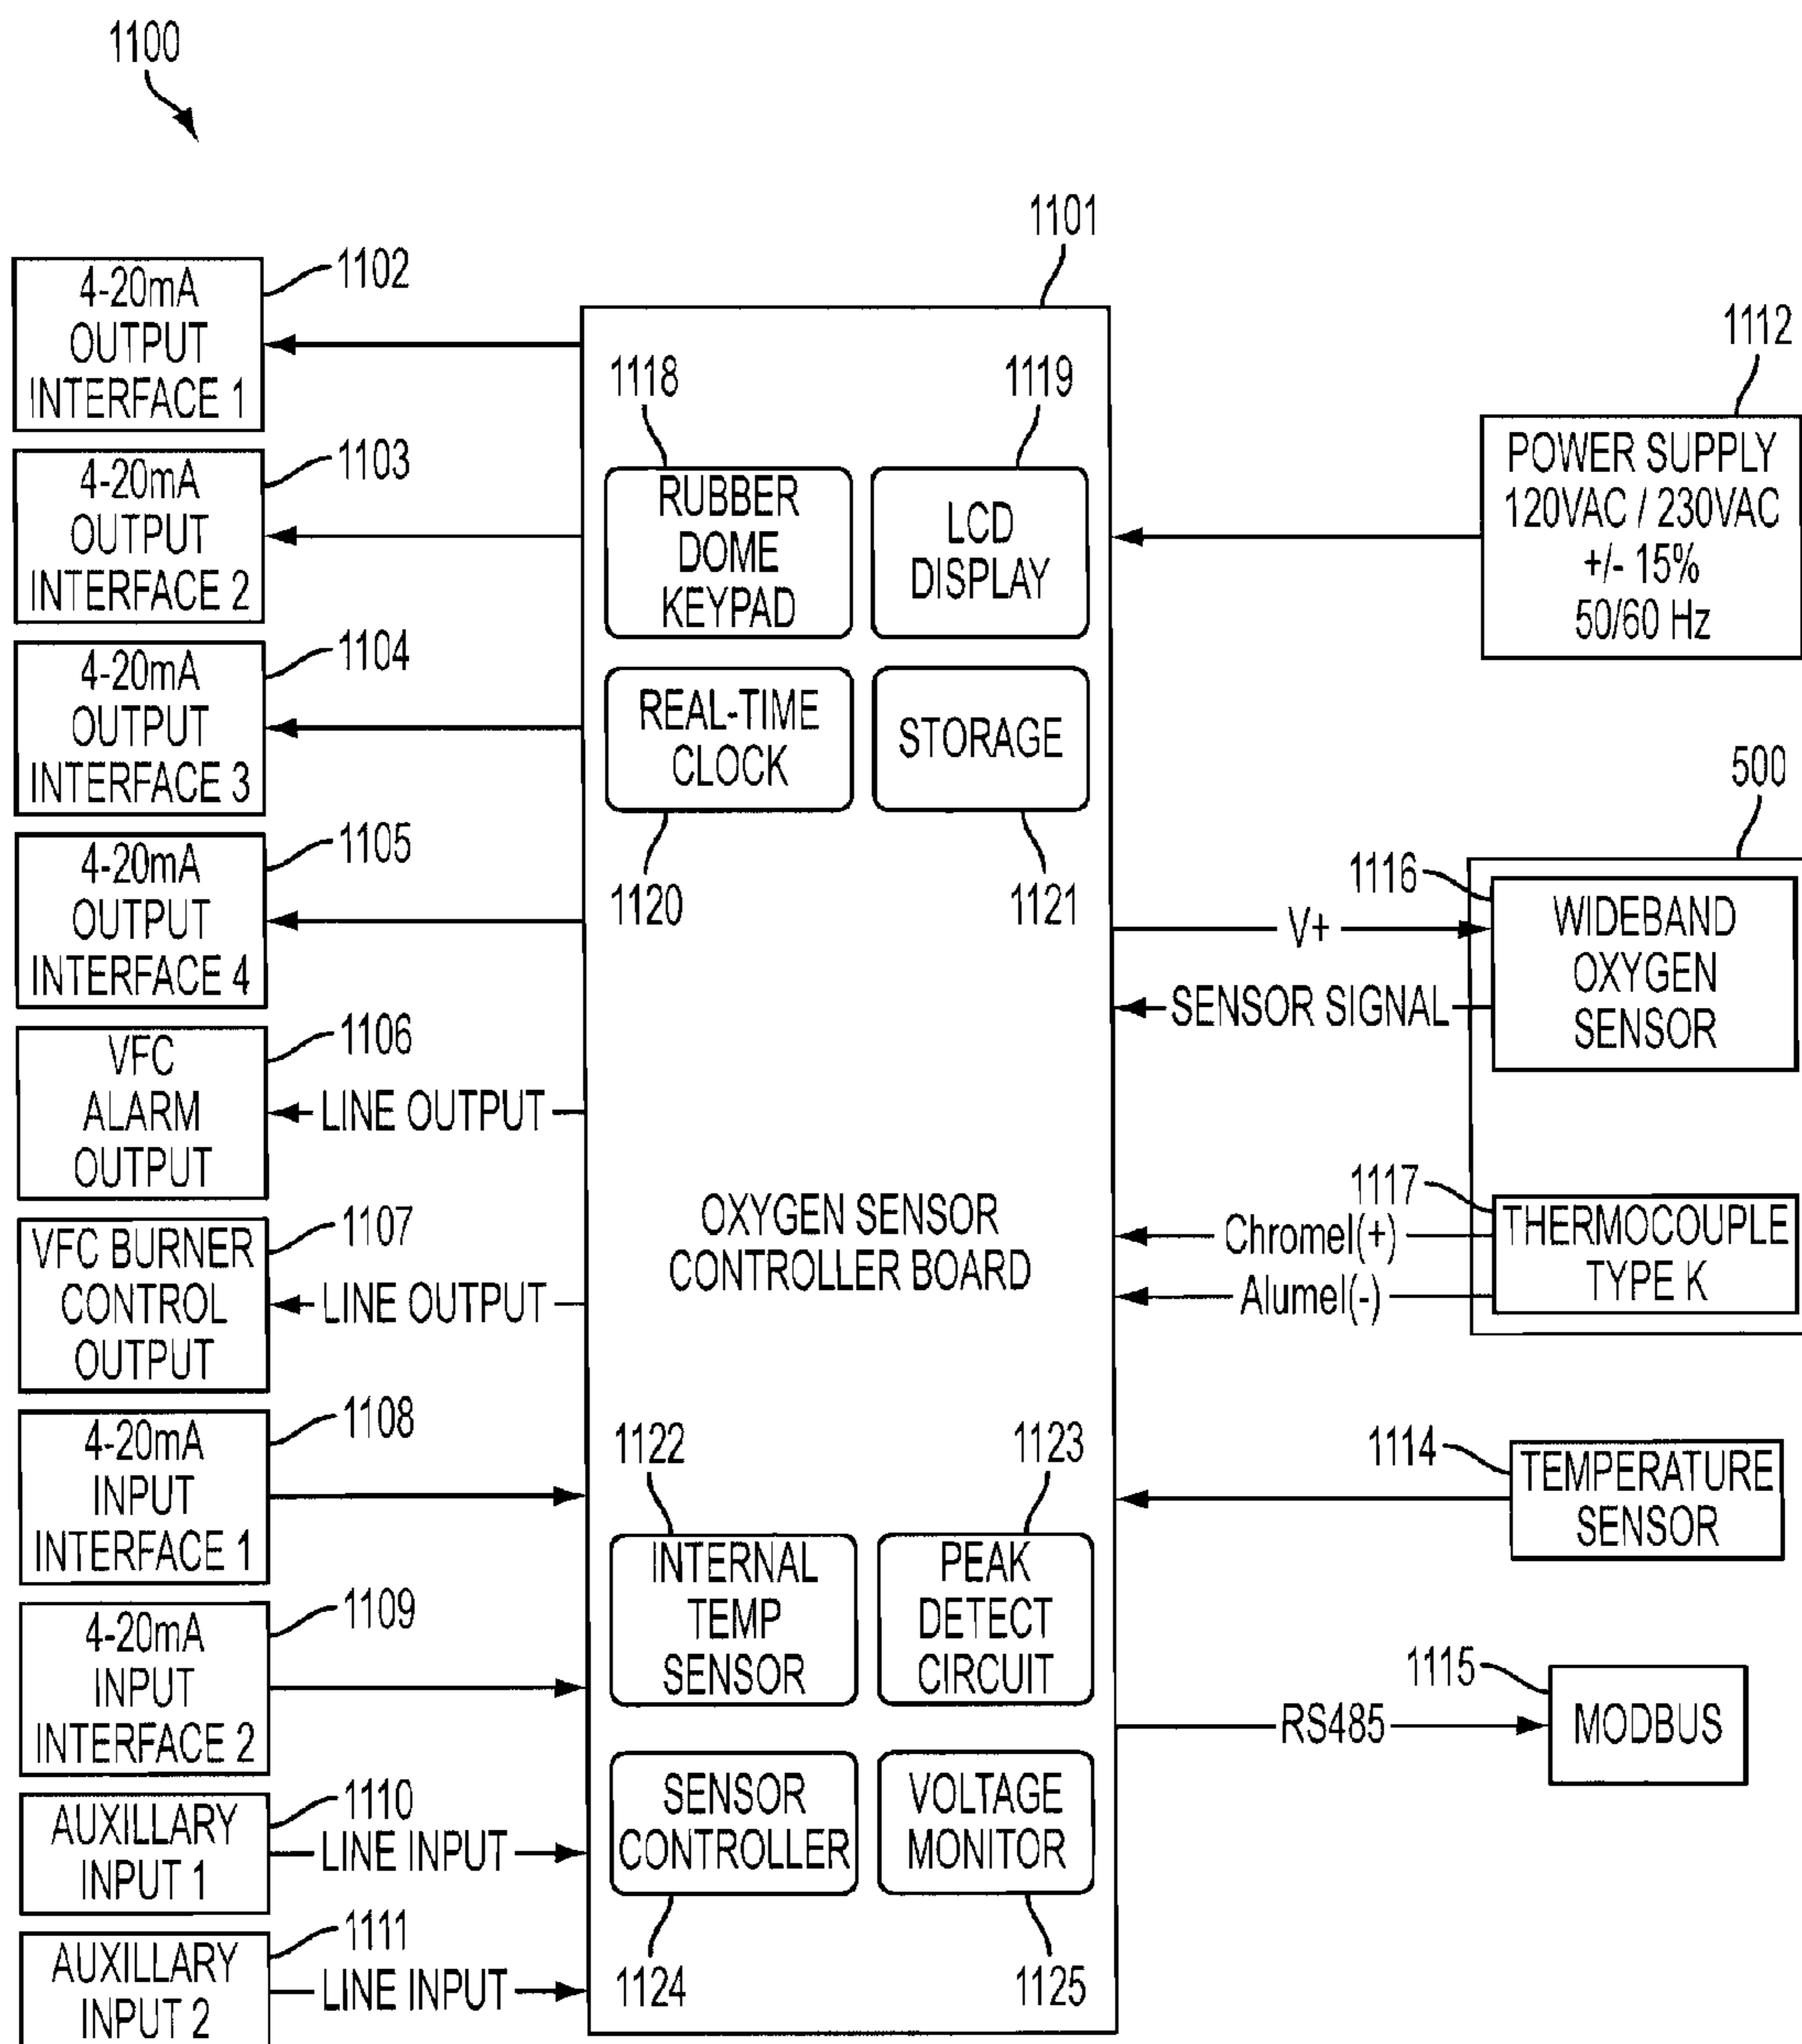 1100
1101
1102
4-20mA
OUTPUT
INTERFACE 1
1103
4-20mA
OUTPUT
INTERFACE 2
1104
4-20mA
OUTPUT
INTERFACE 3
1105
4-20mA
OUTPUT
INTERFACE 4
1106
VFC
ALARM
OUTPUT
LINE OUTPUT
1107
VFC BURNER
CONTROL
OUTPUT
LINE OUTPUT
1108
4-20mA
INPUT
INTERFACE 1
1109
4-20mA
INPUT
INTERFACE 2
1110
AUXILLARY
INPUT 1
LINE INPUT
1111
AUXILLARY
INPUT 2
LINE INPUT
1118
RUBBER
DOME
KEYPAD
1119
LCD
DISPLAY
REAL-TIME
CLOCK
1120
STORAGE
1121
OXYGEN SENSOR
CONTROLLER BOARD
1122
INTERNAL
TEMP
SENSOR
1123
PEAK
DETECT
CIRCUIT
SENSOR
CONTROLLER
1124
VOLTAGE
MONITOR
1125
1112
POWER SUPPLY
120VAC / 230VAC
+/- 15%
50/60 Hz
500
1116
WIDEBAND
OXYGEN
SENSOR
V+
SENSOR SIGNAL
1117
THERMOCOUPLE
TYPE K
Chromel(+)
Alumel(-)
1114
TEMPERATURE
SENSOR
1115
MODBUS
RS485